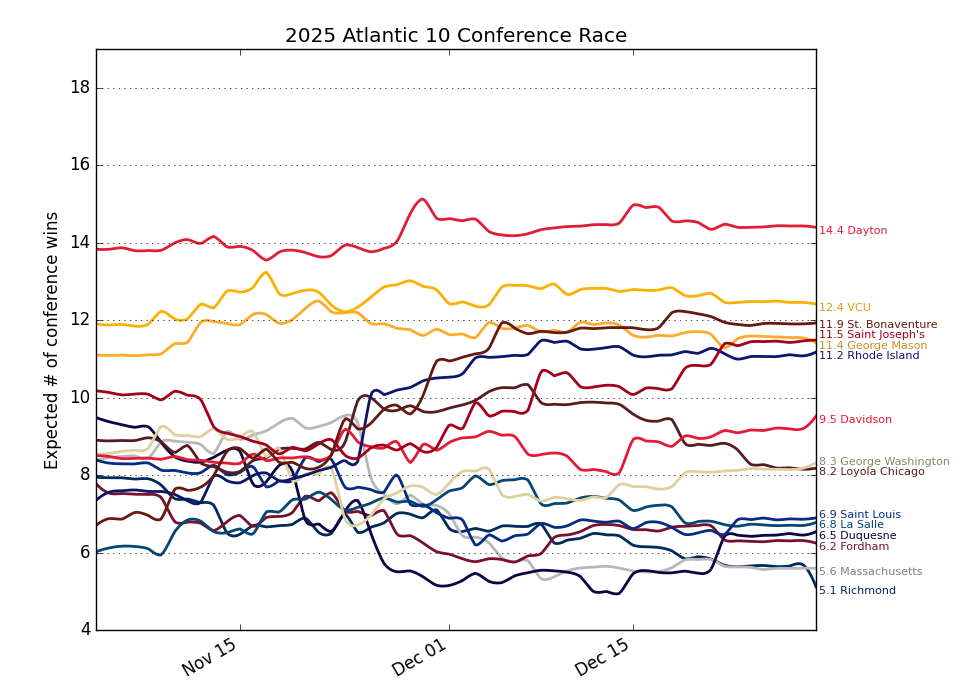 2025 Atlantic 10 Conference Race
Expected # of conference wins
18
16
14
12
10
8
6
4
Nov 15
Dec 01
Dec 15
14.4 Dayton
12.4 VCU
11.9 St. Bonaventure
11.5 Saint Joseph's
11.4 George Mason
11.2 Rhode Island
9.5 Davidson
8.3 George Washington
8.2 Loyola Chicago
6.9 Saint Louis
6.8 La Salle
6.5 Duquesne
6.2 Fordham
5.6 Massachusetts
5.1 Richmond